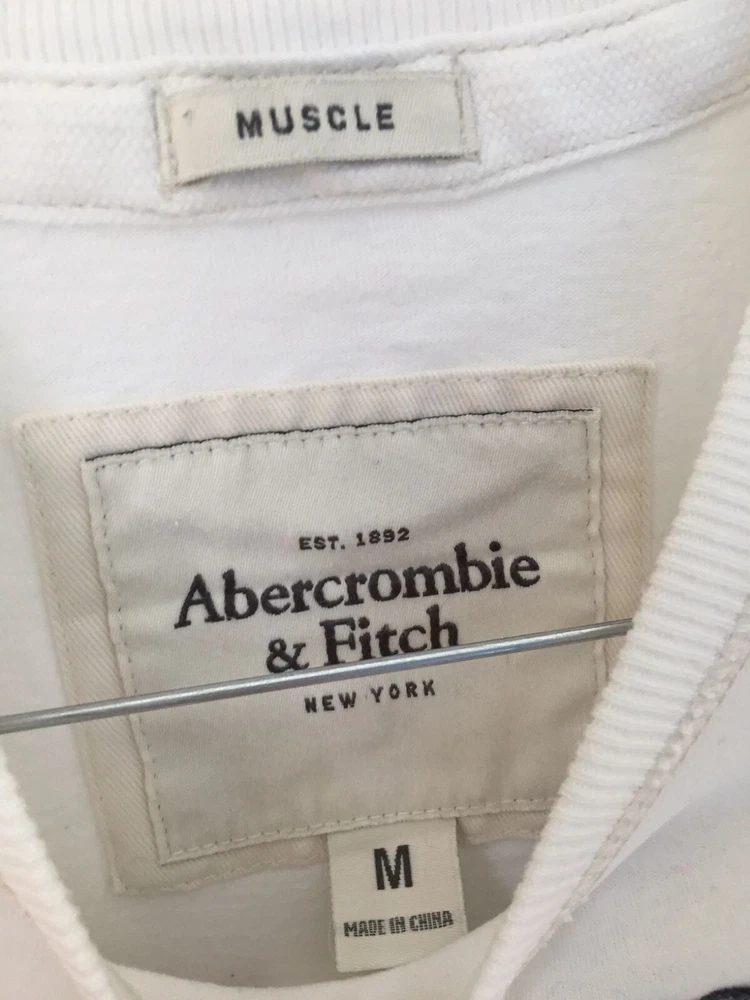 MUSCLE
EST. 1892
Abercrombie
& Fitch
NEW YORK
M
MADE IN CHINA